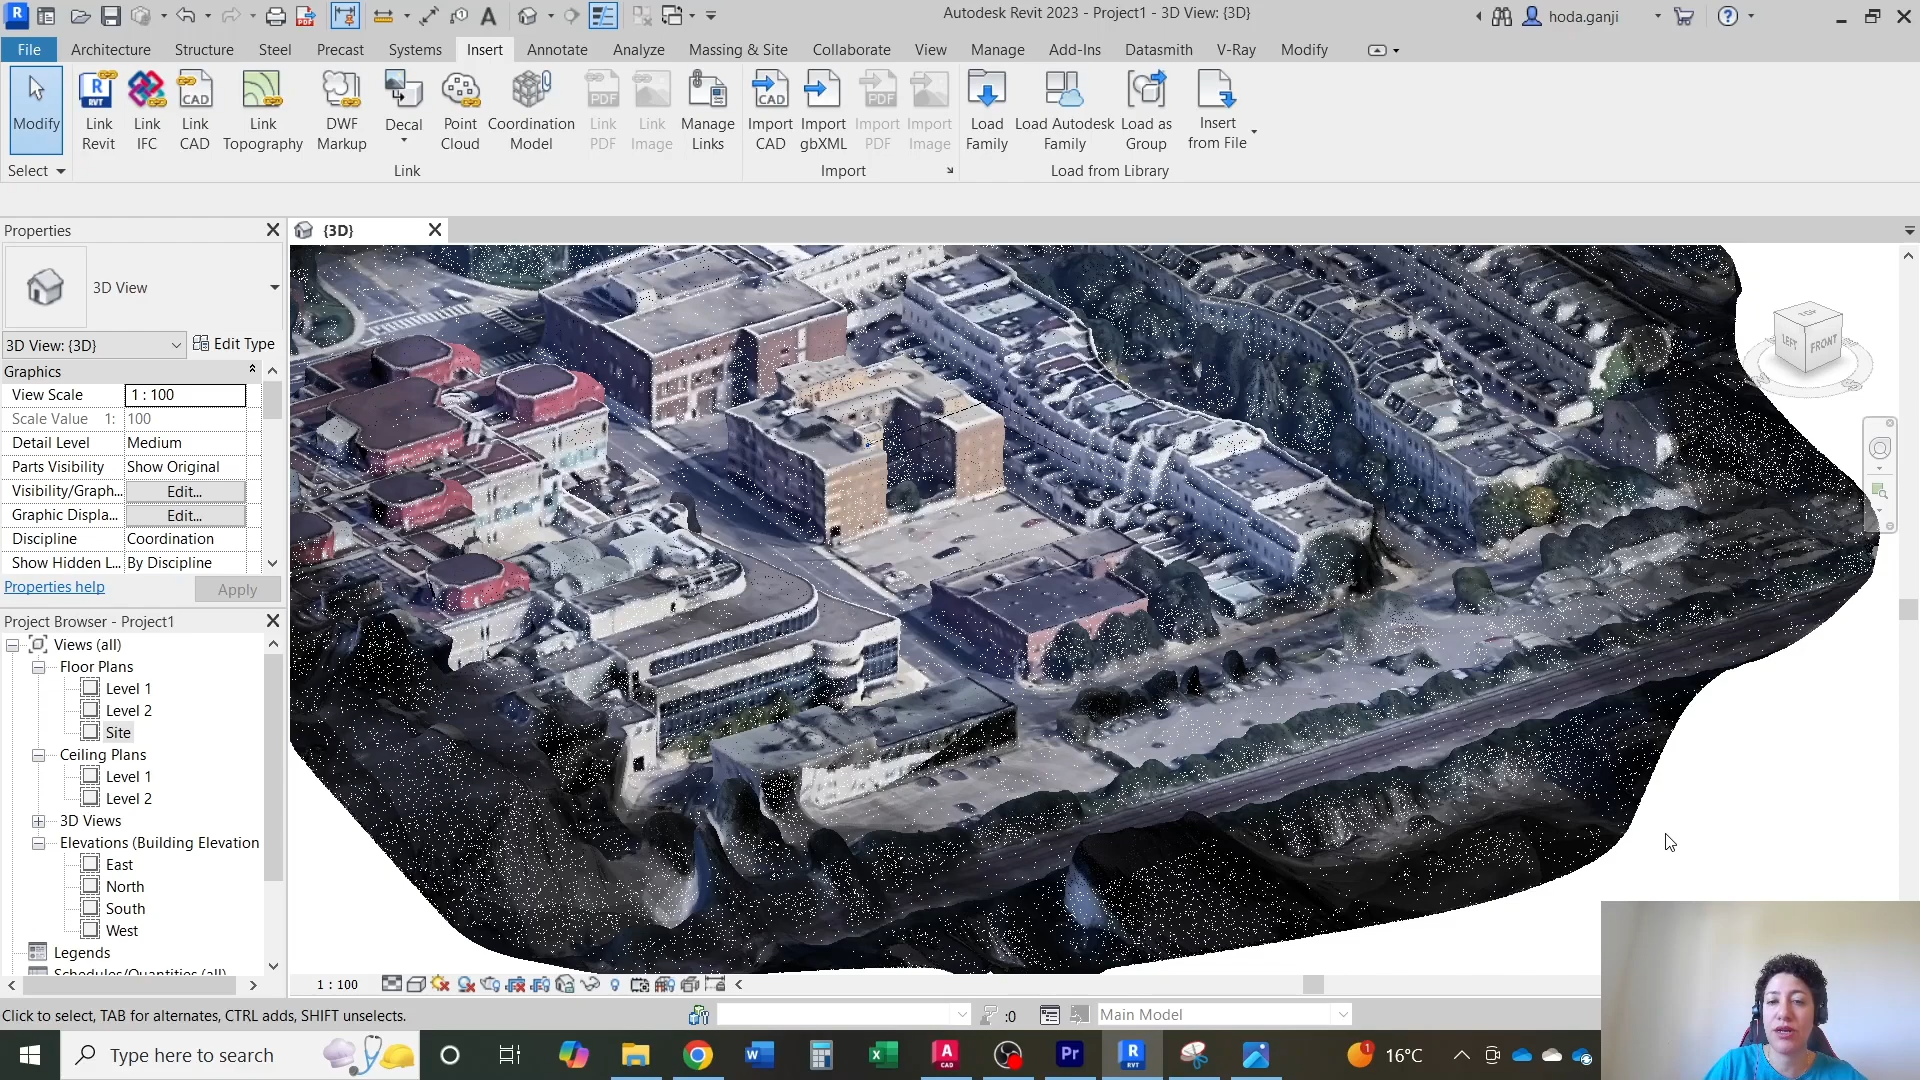 Autodesk Revit 2023 - Project1 - 3D View: {3D}
hoda.ganji
File Architecture Structure Steel Precast Systems Insert Annotate Analyze Massing & Site Collaborate View Manage Add-Ins Datasmith V-Ray Modify
Modify
Link Revit
Link IFC
Link CAD
Link Topography
DWF Markup
Decal
Point Cloud
Coordination Model
Link PDF
Link Image
Manage Links
Import CAD
Import gbXML
Import PDF
Import Image
Load Family
Load Autodesk Family
Load as Group
Insert from File
Select
Link
Import
Load from Library
Properties
{3D}
3D View
3D View: {3D}
Edit Type
Graphics
View Scale 1 : 100
Scale Value 1: 100
Detail Level Medium
Parts Visibility Show Original
Visibility/Graph... Edit...
Graphic Displa... Edit...
Discipline Coordination
Show Hidden L... By Discipline
Properties help
Apply
TOP
LEFT
FRONT
Project Browser - Project1
Views (all)
Floor Plans
Level 1
Level 2
Site
Ceiling Plans
Level 1
Level 2
3D Views
Elevations (Building Elevation
East
North
South
West
Legends
Schedules/Quantities (all)
1 : 100
Click to select, TAB for alternates, CTRL adds, SHIFT unselects.
:0
Main Model
Type here to search
16°C